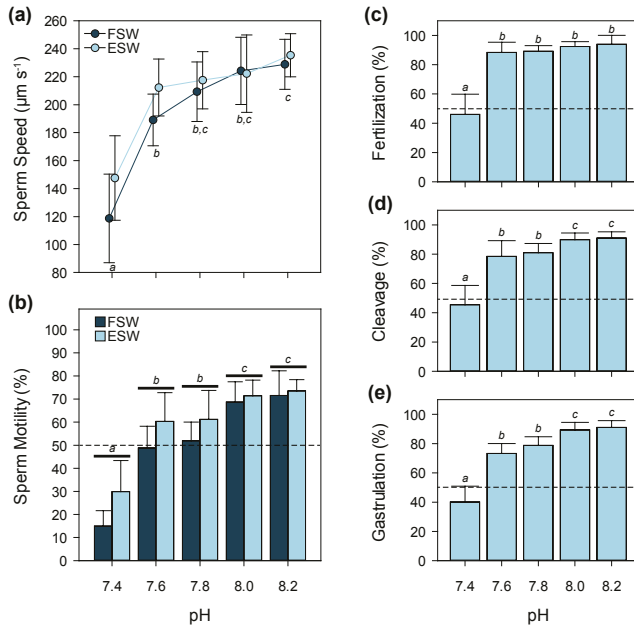 (a)
FSW
ESW
Sperm Speed (µm s⁻¹)
260
240
220
200
180
160
140
120
100
80
a
b
b,c
b,c
c
(b)
FSW
ESW
Sperm Motility (%)
100
90
80
70
60
50
40
30
20
10
0
a
b
b
c
c
7.4 7.6 7.8 8.0 8.2
pH
(c)
Fertilization (%)
100
80
60
40
20
0
a
b
b
b
b
(d)
Cleavage (%)
100
80
60
40
20
0
a
b
b
c
c
(e)
Gastrulation (%)
100
80
60
40
20
0
a
b
b
c
c
7.4 7.6 7.8 8.0 8.2
pH